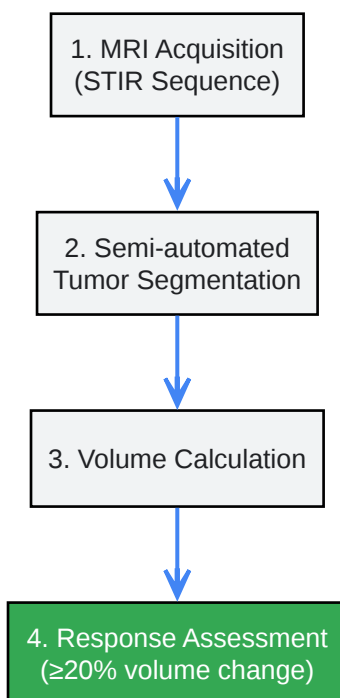 1. MRI Acquisition
(STIR Sequence)
2. Semi-automated
Tumor Segmentation
3. Volume Calculation
4. Response Assessment
(≥20% volume change)